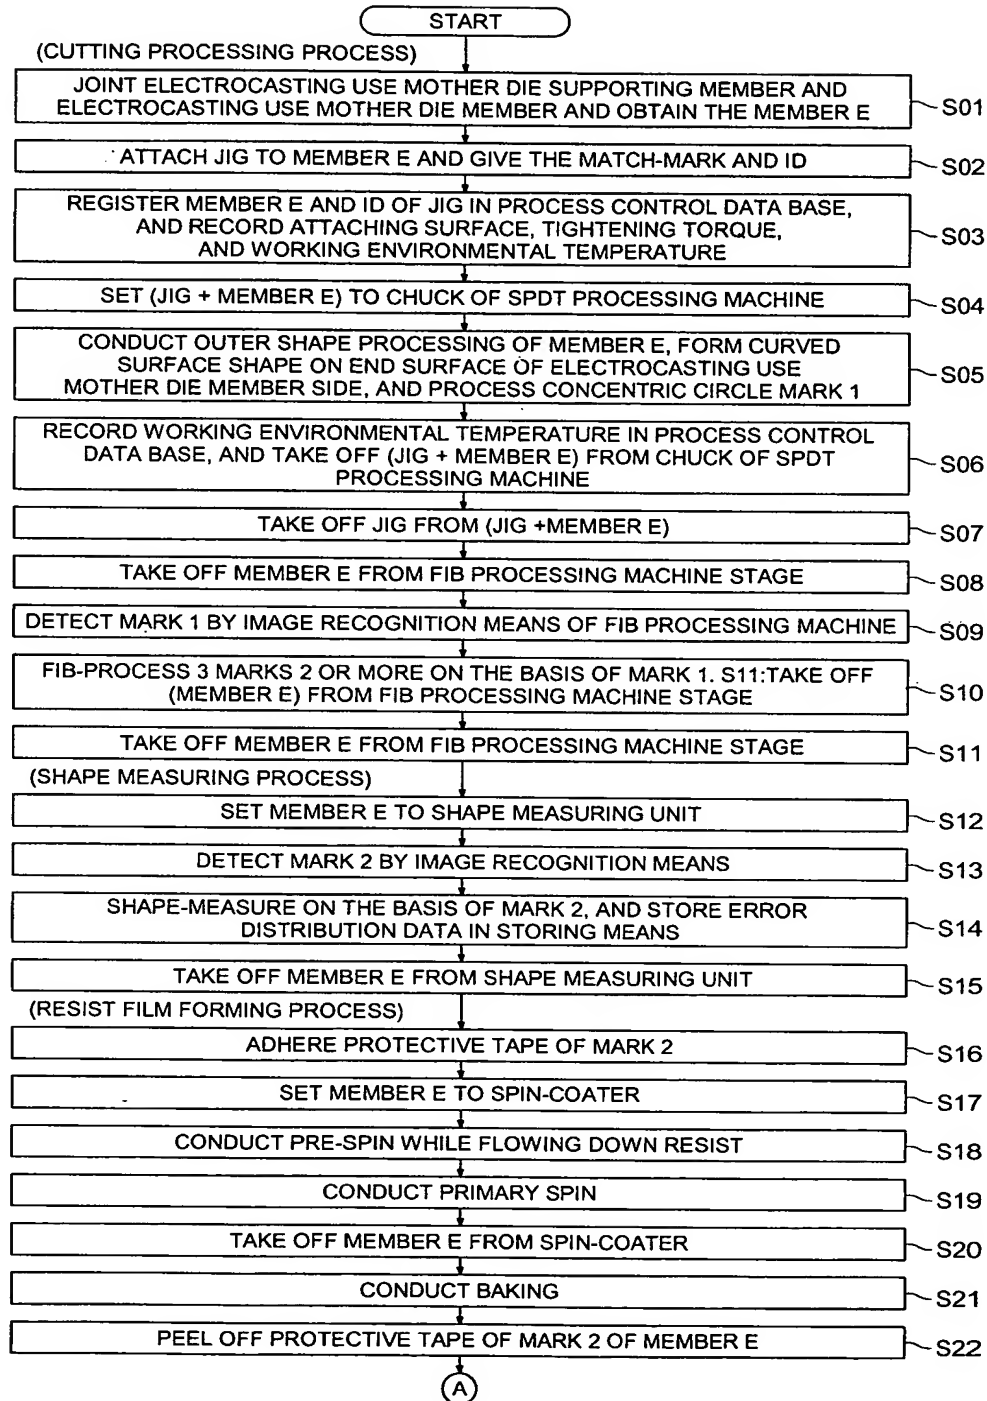 START
(CUTTING PROCESSING PROCESS)
JOINT ELECTROCASTING USE MOTHER DIE SUPPORTING MEMBER AND
ELECTROCASTING USE MOTHER DIE MEMBER AND OBTAIN THE MEMBER E
S01
ATTACH JIG TO MEMBER E AND GIVE THE MATCH-MARK AND ID
S02
REGISTER MEMBER E AND ID OF JIG IN PROCESS CONTROL DATA BASE,
AND RECORD ATTACHING SURFACE, TIGHTENING TORQUE,
AND WORKING ENVIRONMENTAL TEMPERATURE
S03
SET (JIG + MEMBER E) TO CHUCK OF SPDT PROCESSING MACHINE
S04
CONDUCT OUTER SHAPE PROCESSING OF MEMBER E, FORM CURVED
SURFACE SHAPE ON END SURFACE OF ELECTROCASTING USE
MOTHER DIE MEMBER SIDE, AND PROCESS CONCENTRIC CIRCLE MARK 1
S05
RECORD WORKING ENVIRONMENTAL TEMPERATURE IN PROCESS CONTROL
DATA BASE, AND TAKE OFF (JIG + MEMBER E) FROM CHUCK OF SPDT
PROCESSING MACHINE
S06
TAKE OFF JIG FROM (JIG +MEMBER E)
S07
TAKE OFF MEMBER E FROM FIB PROCESSING MACHINE STAGE
S08
DETECT MARK 1 BY IMAGE RECOGNITION MEANS OF FIB PROCESSING MACHINE
S09
FIB-PROCESS 3 MARKS 2 OR MORE ON THE BASIS OF MARK 1. S11:TAKE OFF
(MEMBER E) FROM FIB PROCESSING MACHINE STAGE
S10
TAKE OFF MEMBER E FROM FIB PROCESSING MACHINE STAGE
S11
(SHAPE MEASURING PROCESS)
SET MEMBER E TO SHAPE MEASURING UNIT
S12
DETECT MARK 2 BY IMAGE RECOGNITION MEANS
S13
SHAPE-MEASURE ON THE BASIS OF MARK 2, AND STORE ERROR
DISTRIBUTION DATA IN STORING MEANS
S14
TAKE OFF MEMBER E FROM SHAPE MEASURING UNIT
S15
(RESIST FILM FORMING PROCESS)
ADHERE PROTECTIVE TAPE OF MARK 2
S16
SET MEMBER E TO SPIN-COATER
S17
CONDUCT PRE-SPIN WHILE FLOWING DOWN RESIST
S18
CONDUCT PRIMARY SPIN
S19
TAKE OFF MEMBER E FROM SPIN-COATER
S20
CONDUCT BAKING
S21
PEEL OFF PROTECTIVE TAPE OF MARK 2 OF MEMBER E
S22
A